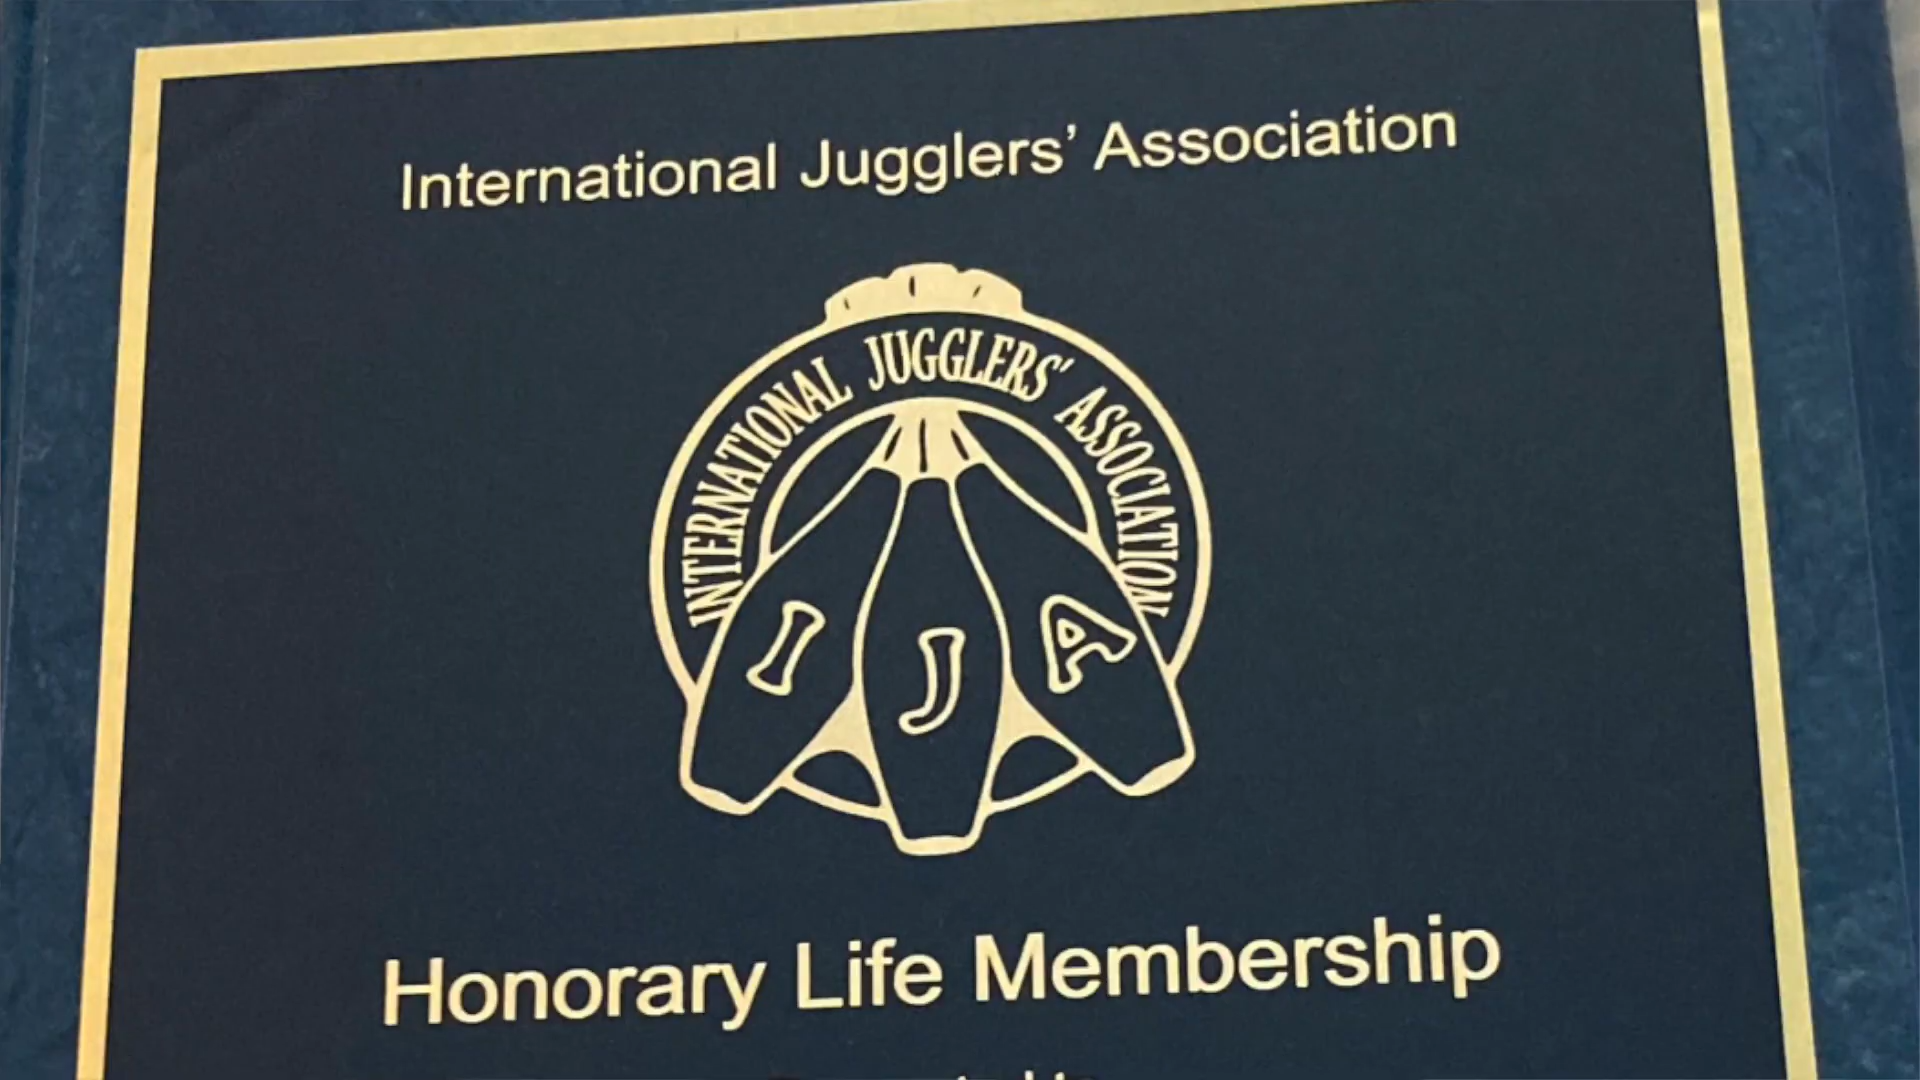 International Jugglers’ Association
INTERNATIONAL JUGGLERS' ASSOCIATION
I J A
Honorary Life Membership